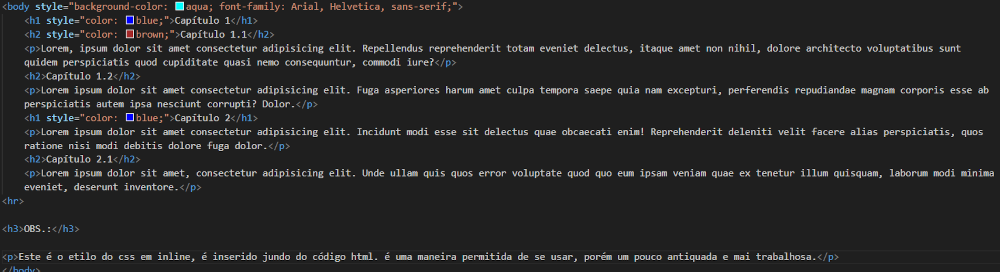 <body style="background-color: aqua; font-family: Arial, Helvetica, sans-serif;">
<h1 style="color: blue;">Capítulo 1</h1>
<h2 style="color: brown;">Capítulo 1.1</h2>
<p>Lorem, ipsum dolor sit amet consectetur adipisicing elit. Repellendus reprehenderit totam eveniet delectus, itaque amet non nihil, dolore architecto voluptatibus sunt
quidem perspiciatis quod cupiditate quasi nemo consequuntur, commodi iure?</p>
<h2>Capítulo 1.2</h2>
<p>Lorem ipsum dolor sit amet consectetur adipisicing elit. Fuga asperiores harum amet culpa tempora saepe quia nam excepturi, perferendis repudiandae magnam corporis esse ab
perspiciatis autem ipsa nesciunt corrupti? Dolor.</p>
<h1 style="color: blue;">Capítulo 2</h1>
<p>Lorem ipsum dolor sit amet consectetur adipisicing elit. Incidunt modi esse sit delectus quae obcaecati enim! Reprehenderit deleniti velit facere alias perspiciatis, quos
ratione nisi modi debitis dolore fuga dolor.</p>
<h2>Capítulo 2.1</h2>
<p>Lorem ipsum dolor sit amet, consectetur adipisicing elit. Unde ullam quis quos error voluptate quod quo eum ipsam veniam quae ex tenetur illum quisquam, laborum modi minima
eveniet, deserunt inventore.</p>
<hr>
<h3>OBS.:</h3>
<p>Este é o etilo do css em inline, é inserido jundo do código html. é uma maneira permitida de se usar, porém um pouco antiquada e mai trabalhosa.</p>
</body>